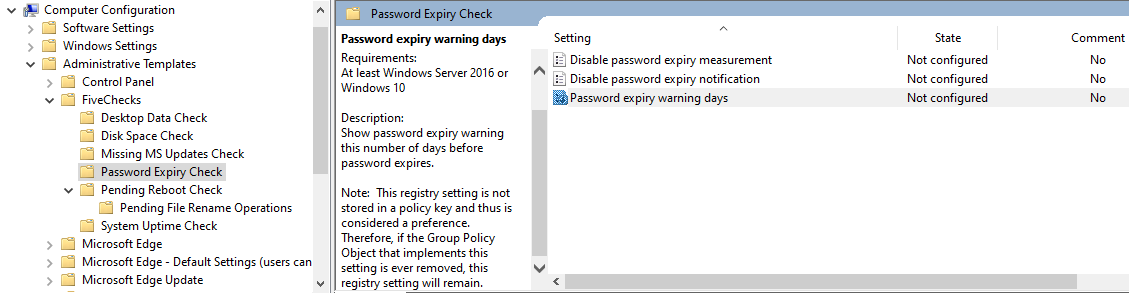 Computer Configuration
Software Settings
Windows Settings
Administrative Templates
Control Panel
FiveChecks
Desktop Data Check
Disk Space Check
Missing MS Updates Check
Password Expiry Check
Pending Reboot Check
Pending File Rename Operations
System Uptime Check
Microsoft Edge
Microsoft Edge - Default Settings (users can
Microsoft Edge Update
Password Expiry Check
Password expiry warning days
Requirements:
At least Windows Server 2016 or
Windows 10
Description:
Show password expiry warning
this number of days before
password expires.
Note:  This registry setting is not
stored in a policy key and thus is
considered a preference.
Therefore, if the Group Policy
Object that implements this
setting is ever removed, this
registry setting will remain.
Setting State Comment
Disable password expiry measurement Not configured No
Disable password expiry notification Not configured No
Password expiry warning days Not configured No